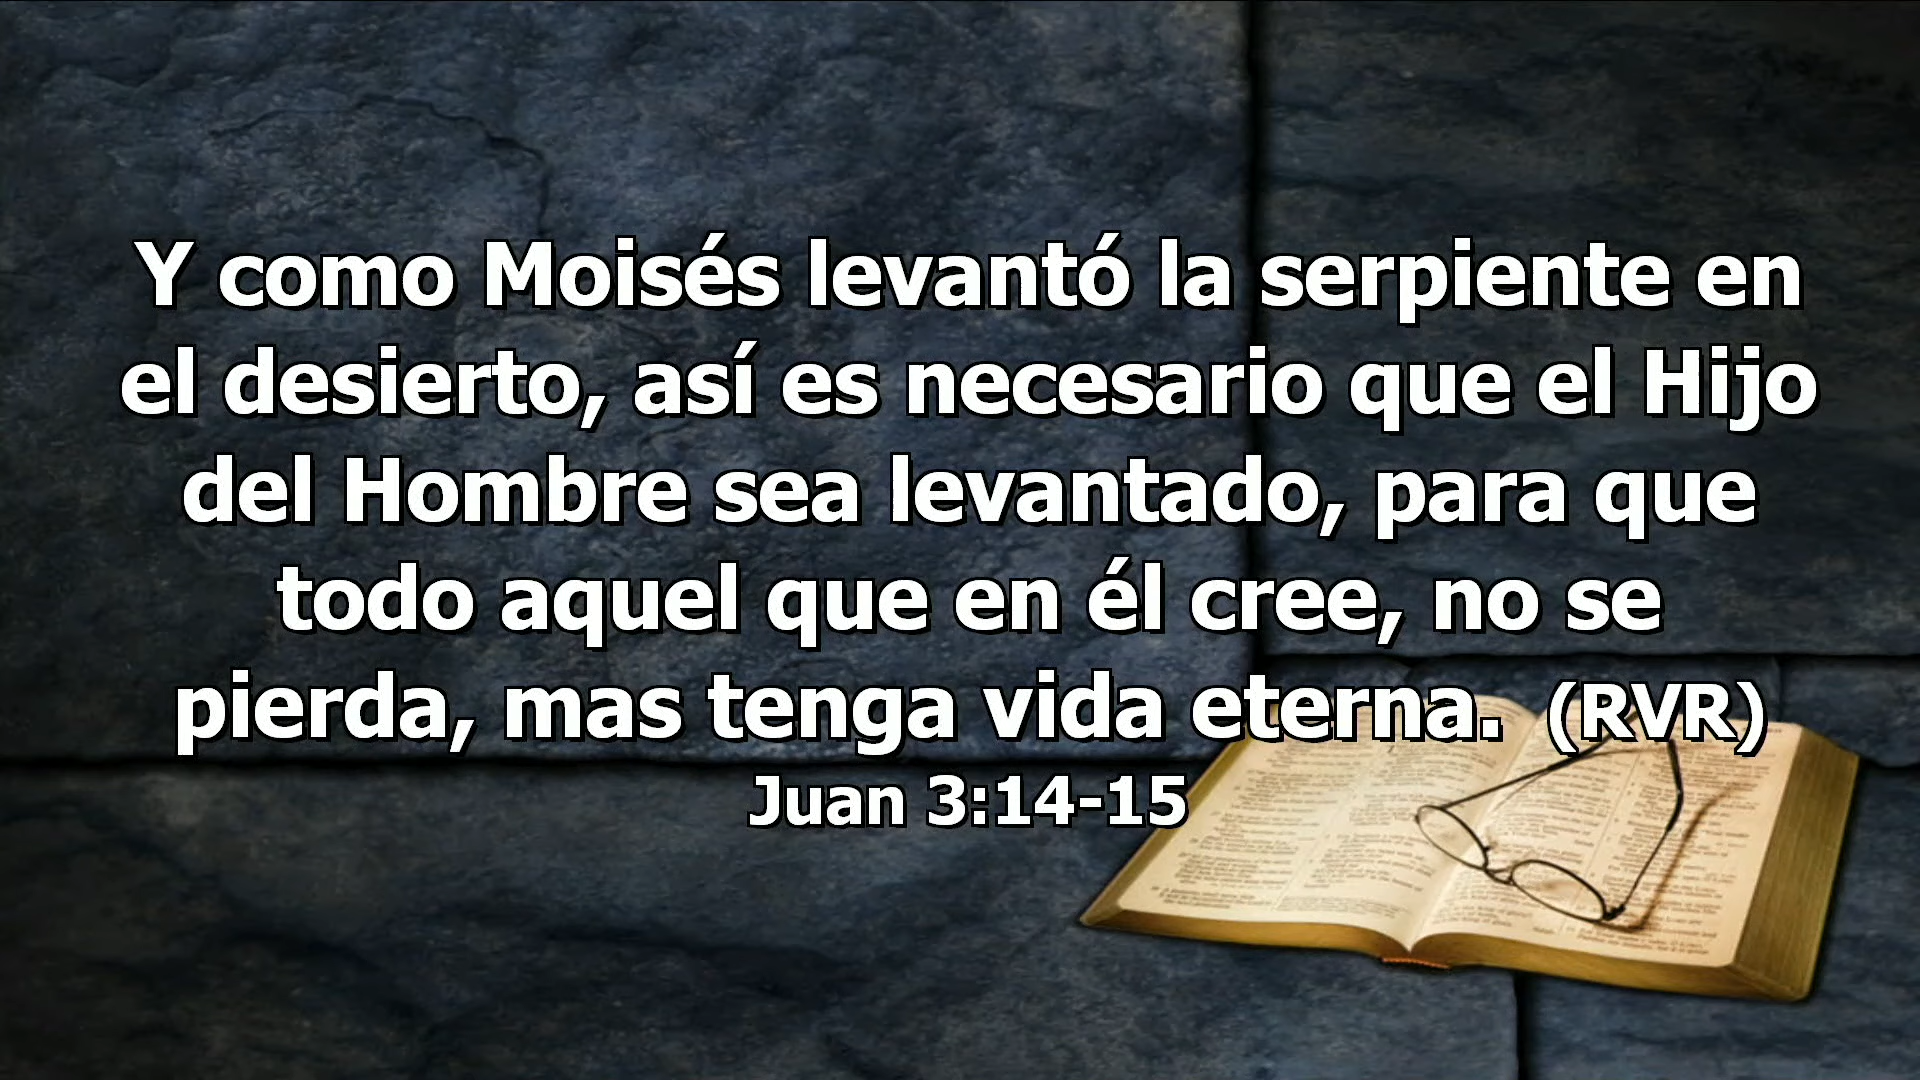 Y como Moisés levantó la serpiente en
el desierto, así es necesario que el Hijo
del Hombre sea levantado, para que
todo aquel que en él cree, no se
pierda, mas tenga vida eterna. (RVR)
Juan 3:14-15